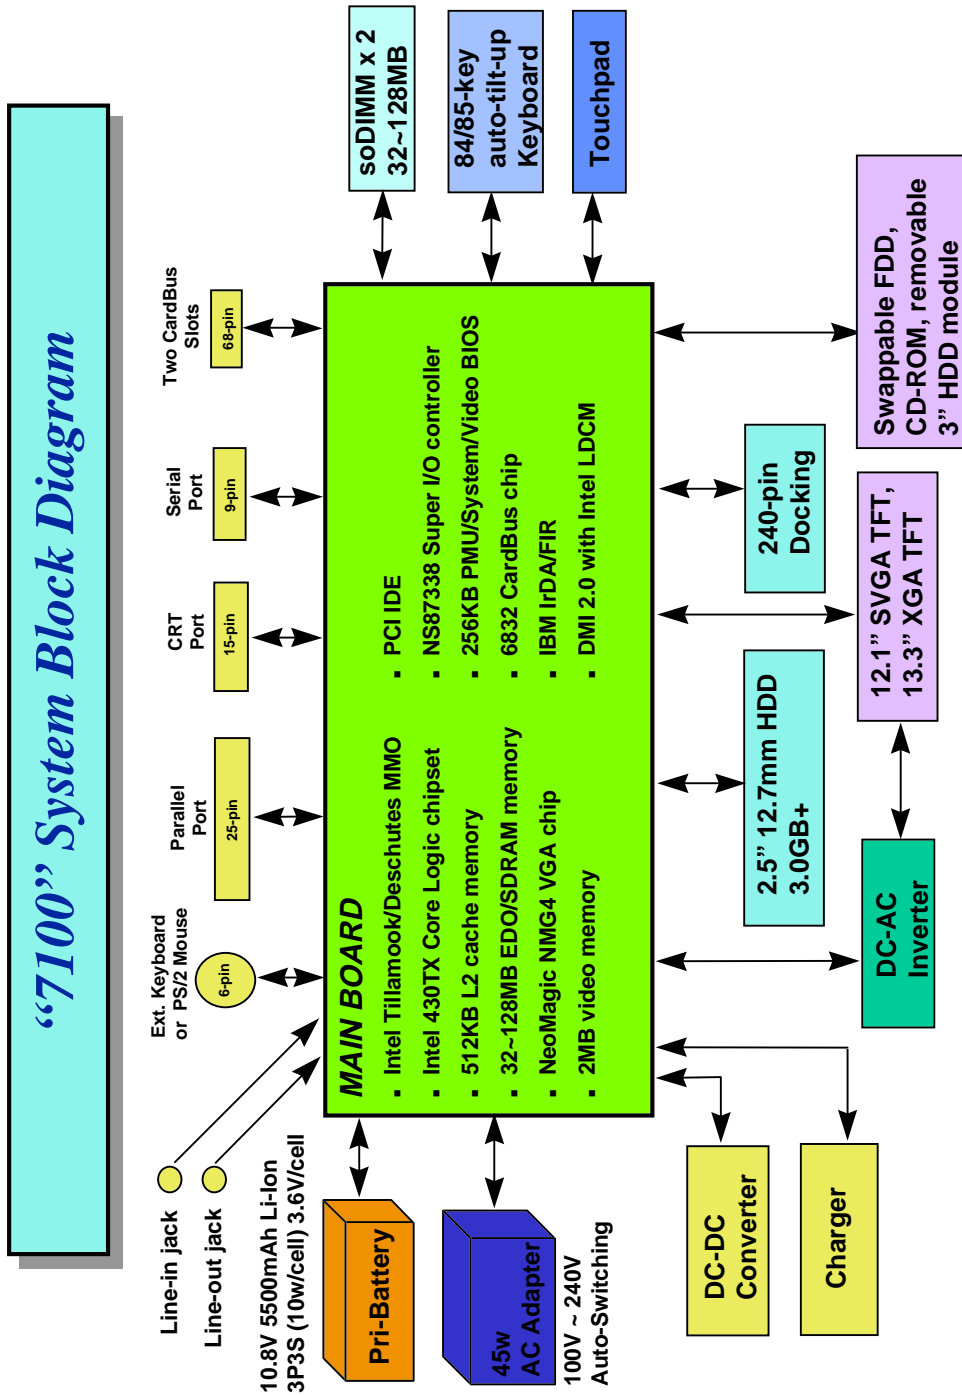 “7100” System Block Diagram
Line-in jack
Line-out jack
Ext. Keyboard
or PS/2 Mouse
6-pin
Parallel
Port
25-pin
CRT
Port
15-pin
Serial
Port
9-pin
Two CardBus
Slots
68-pin
10.8V 5500mAh Li-Ion
3P3S (10w/cell) 3.6V/cell
Pri-Battery
45w
AC Adapter
100V ~ 240V
Auto-Switching
MAIN BOARD
▪ Intel Tillamook/Deschutes MMO
▪ Intel 430TX Core Logic chipset
▪ 512KB L2 cache memory
▪ 32~128MB EDO/SDRAM memory
▪ NeoMagic NMG4 VGA chip
▪ 2MB video memory
▪ PCI IDE
▪ NS87338 Super I/O controller
▪ 256KB PMU/System/Video BIOS
▪ 6832 CardBus chip
▪ IBM IrDA/FIR
▪ DMI 2.0 with Intel LDCM
soDIMM x 2
32~128MB
84/85-key
auto-tilt-up
Keyboard
Touchpad
DC-DC
Converter
Charger
DC-AC
Inverter
2.5” 12.7mm HDD
3.0GB+
12.1” SVGA TFT,
13.3” XGA TFT
240-pin
Docking
Swappable FDD,
CD-ROM, removable
3” HDD module